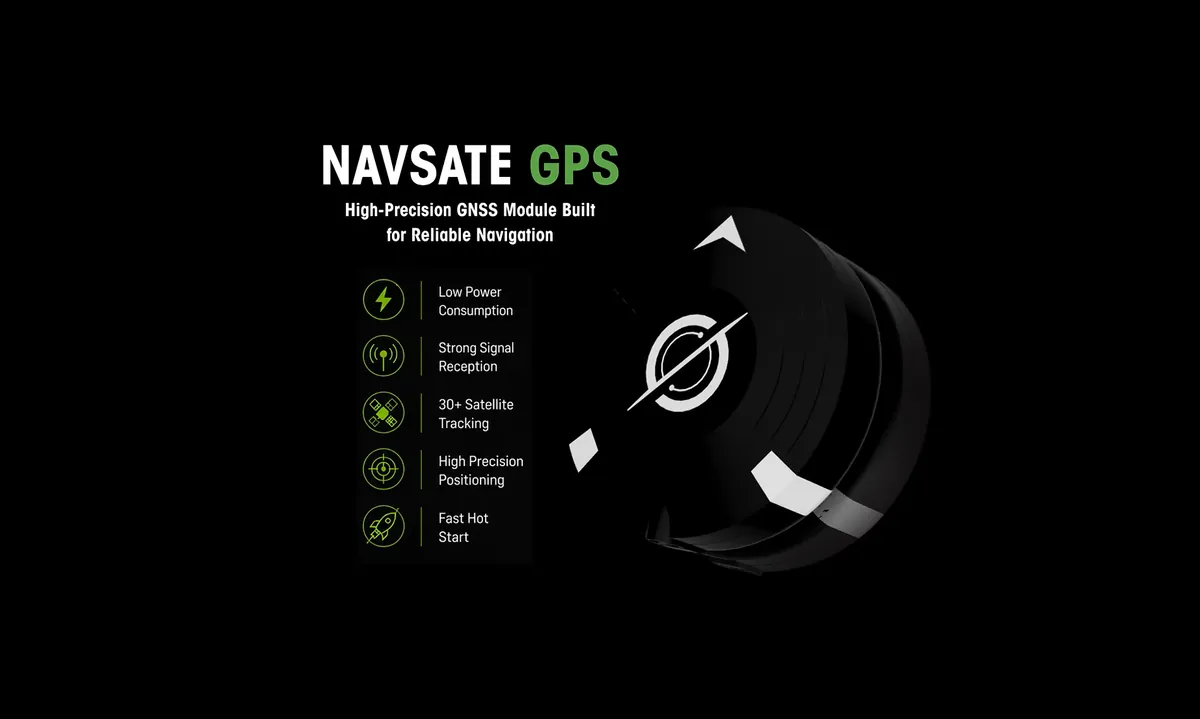 NAVSATE GPS
High-Precision GNSS Module Built
for Reliable Navigation
Low Power
Consumption
Strong Signal
Reception
30+ Satellite
Tracking
High Precision
Positioning
Fast Hot
Start